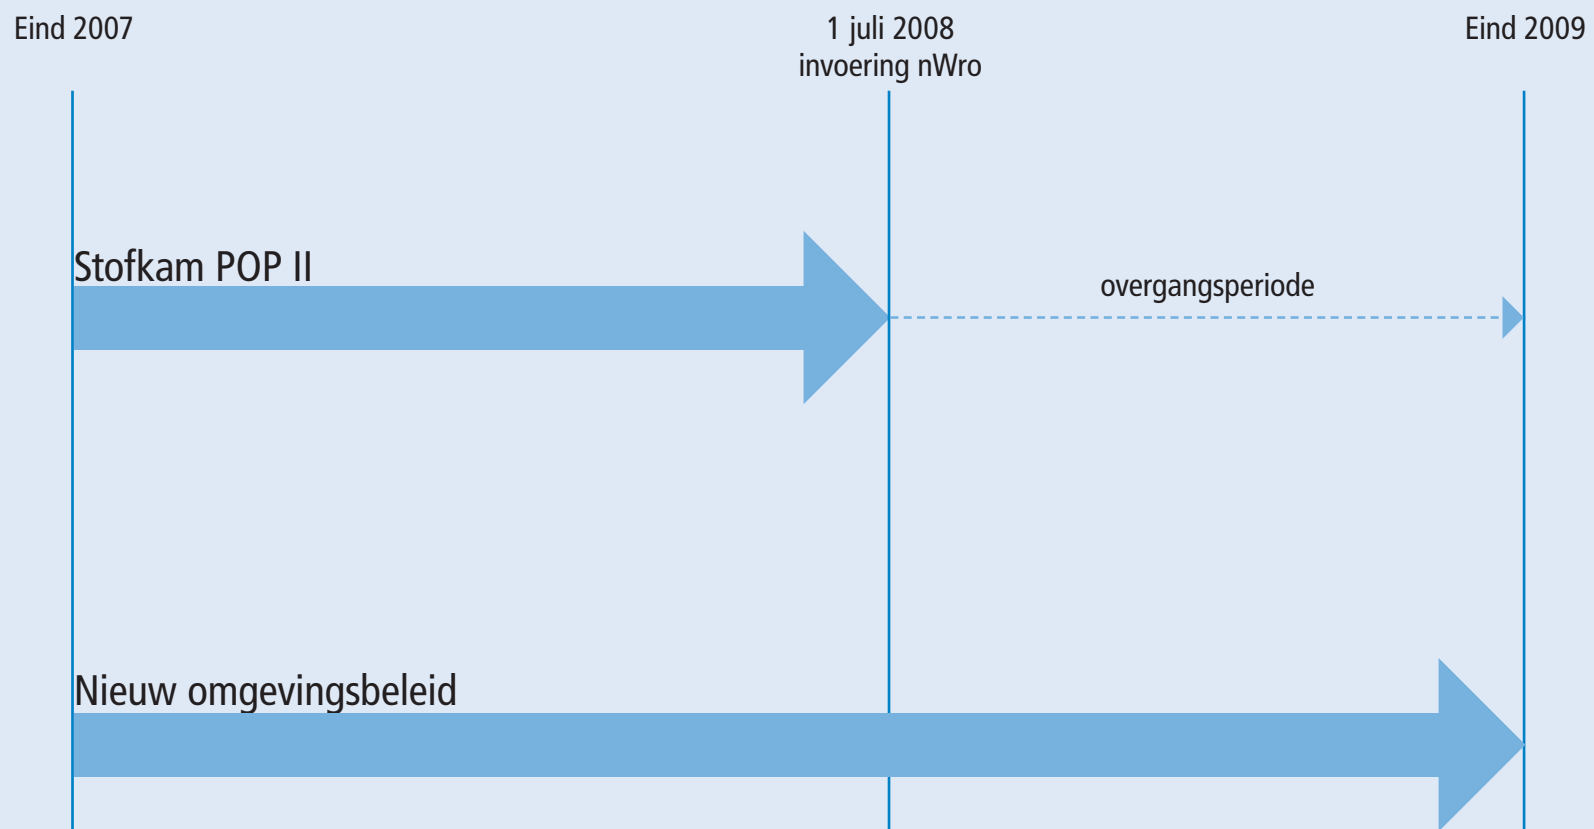 Eind 2007
1 juli 2008
invoering nWro
Eind 2009
Stofkam POP II
overgangsperiode
Nieuw omgevingsbeleid